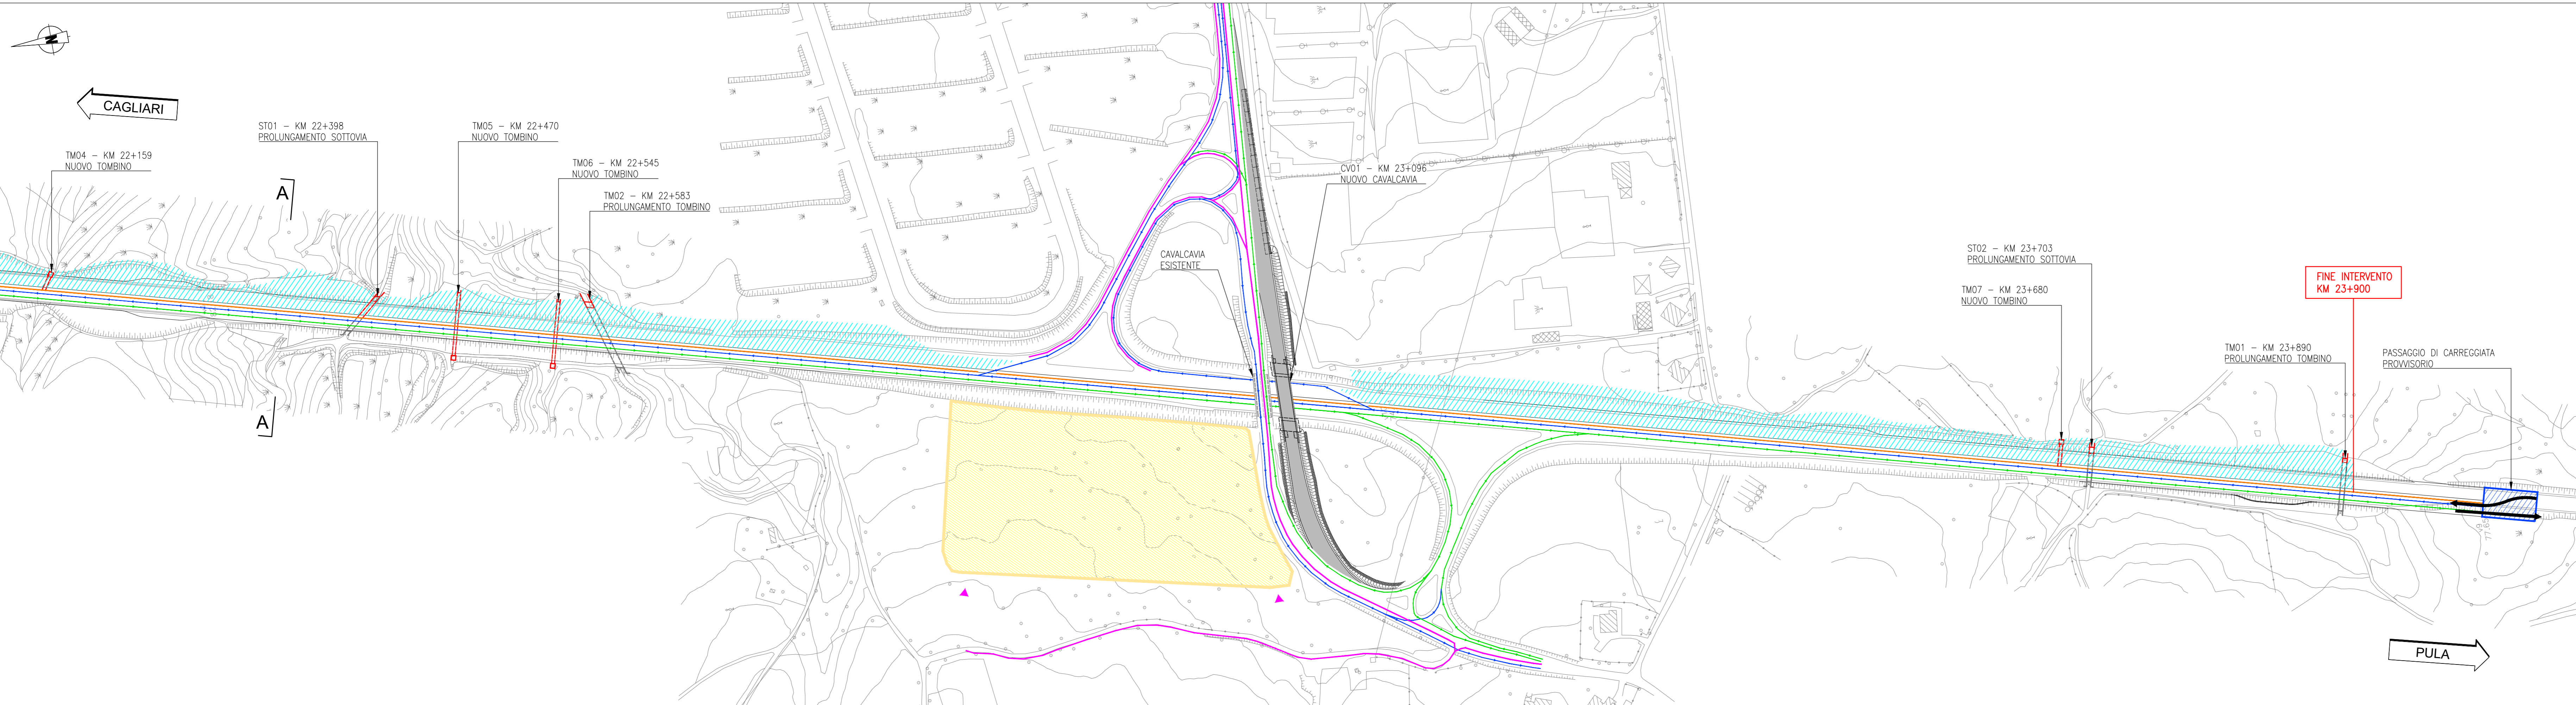 N
CAGLIARI
TM04 - KM 22+159
NUOVO TOMBINO
ST01 - KM 22+398
PROLUNGAMENTO SOTTOVIA
TM05 - KM 22+470
NUOVO TOMBINO
TM06 - KM 22+545
NUOVO TOMBINO
TM02 - KM 22+583
PROLUNGAMENTO TOMBINO
A
A
CAVALCAVIA
ESISTENTE
CV01 - KM 23+096
NUOVO CAVALCAVIA
ST02 - KM 23+703
PROLUNGAMENTO SOTTOVIA
TM07 - KM 23+680
NUOVO TOMBINO
FINE INTERVENTO
KM 23+900
TM01 - KM 23+890
PROLUNGAMENTO TOMBINO
PASSAGGIO DI CARREGGIATA
PROVVISORIO
PULA